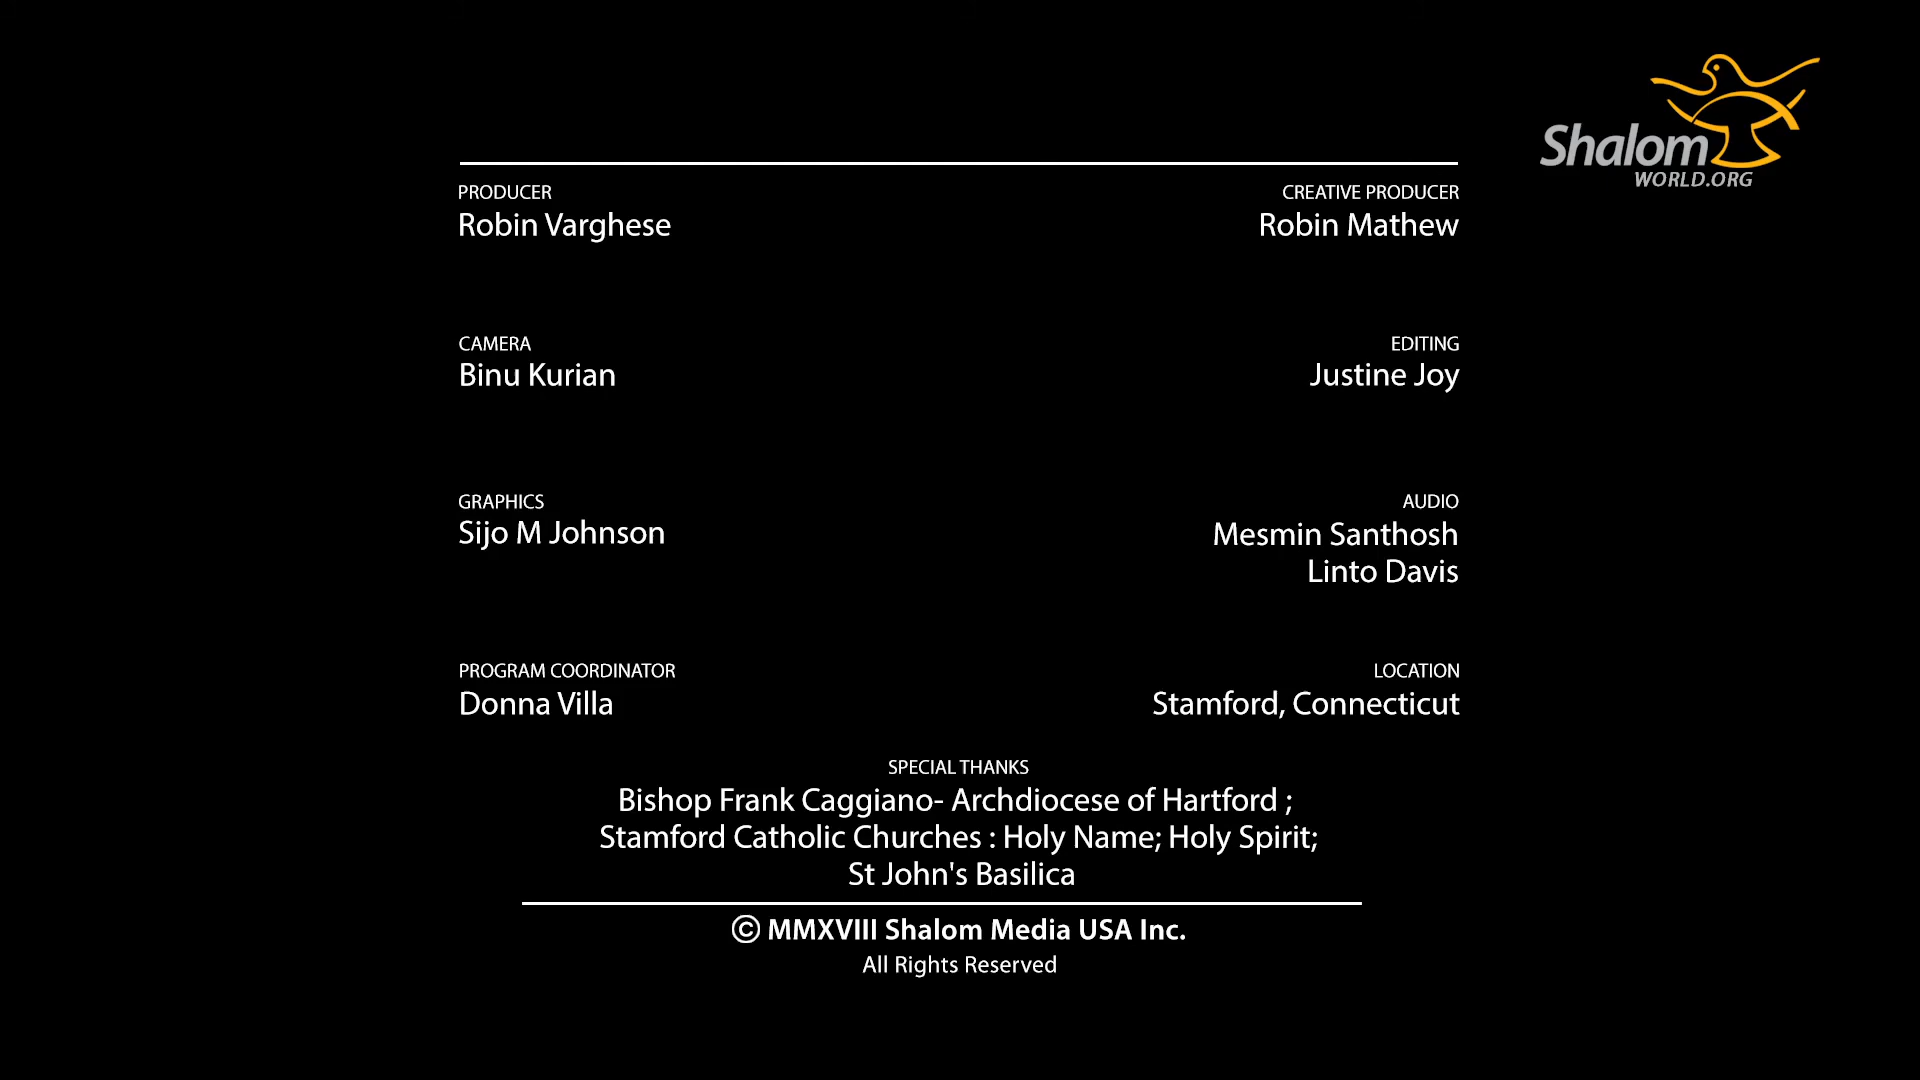 Shalom
WORLD.ORG
PRODUCER
Robin Varghese
CREATIVE PRODUCER
Robin Mathew
CAMERA
Binu Kurian
EDITING
Justine Joy
GRAPHICS
Sijo M Johnson
AUDIO
Mesmin Santhosh
Linto Davis
PROGRAM COORDINATOR
Donna Villa
LOCATION
Stamford, Connecticut
SPECIAL THANKS
Bishop Frank Caggiano- Archdiocese of Hartford ;
Stamford Catholic Churches : Holy Name; Holy Spirit;
St John's Basilica
© MMXVIII Shalom Media USA Inc.
All Rights Reserved